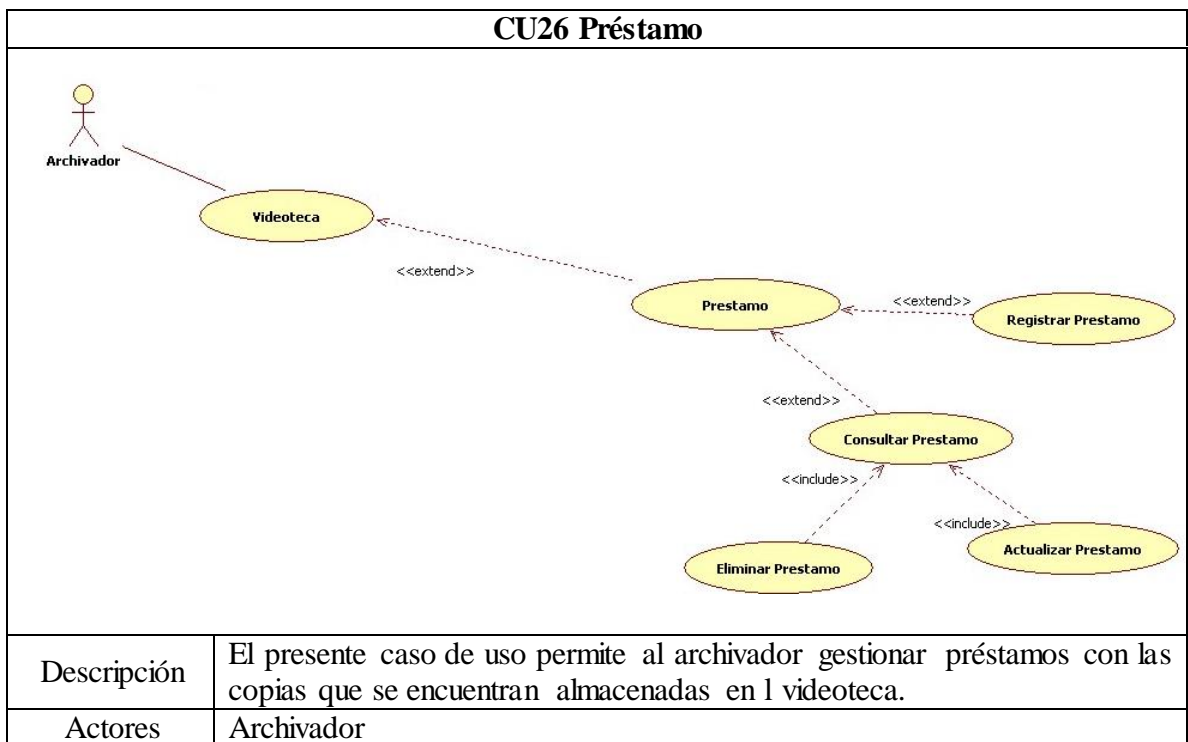 CU26 Préstamo
Archivador
Videoteca
<<extend>>
Prestamo
<<extend>>
Registrar Prestamo
<<extend>>
Consultar Prestamo
<<include>>
<<include>>
Eliminar Prestamo
Actualizar Prestamo
Descripción
El presente caso de uso permite al archivador gestionar préstamos con las
copias que se encuentran almacenadas en l videoteca.
Actores
Archivador